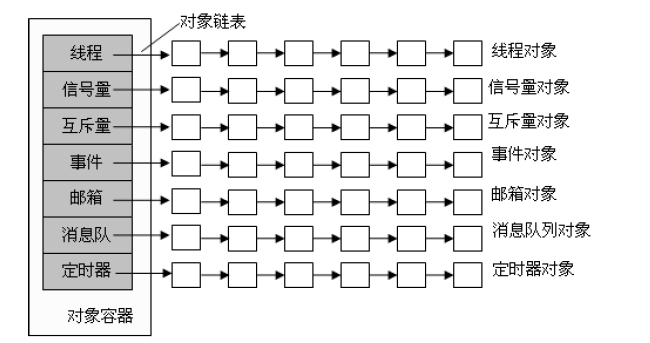 对象链表
线程
线程对象
信号量
信号量对象
互斥量
互斥量对象
事件
事件对象
邮箱
邮箱对象
消息队
消息队列对象
定时器
定时器对象
对象容器